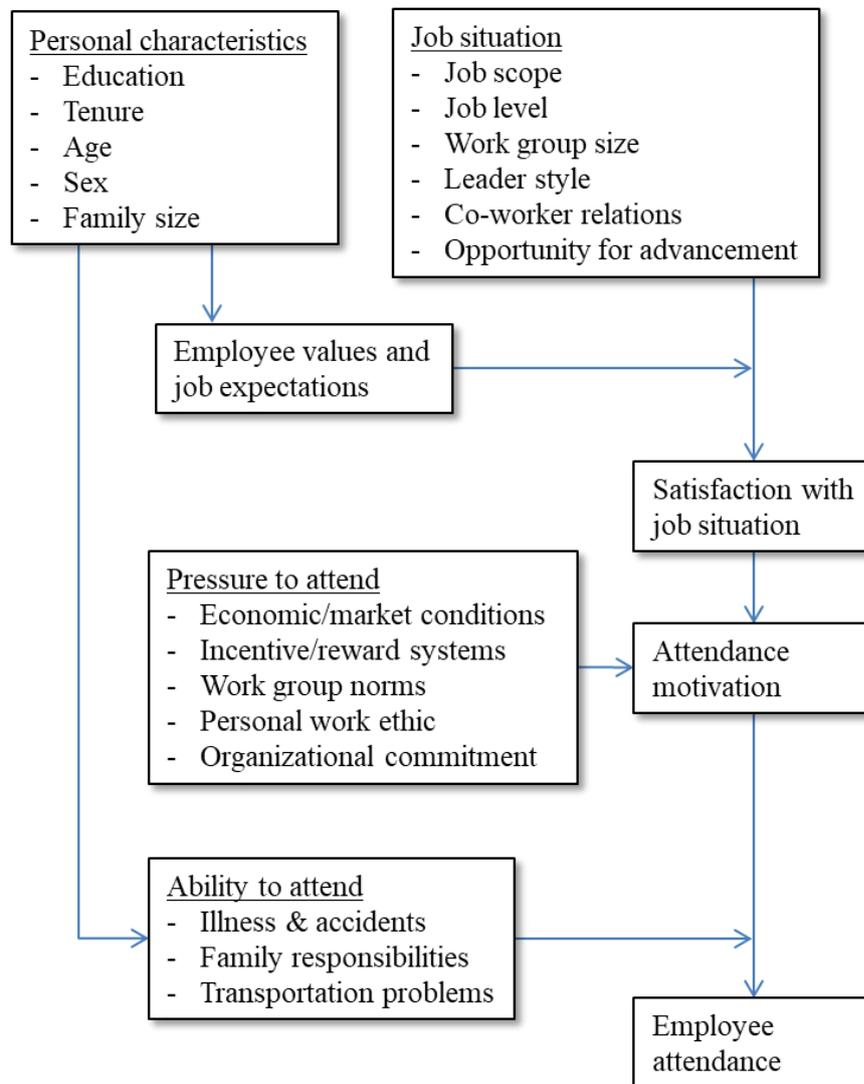 Personal characteristics
- Education
- Tenure
- Age
- Sex
- Family size
Job situation
- Job scope
- Job level
- Work group size
- Leader style
- Co-worker relations
- Opportunity for advancement
Employee values and
job expectations
Satisfaction with
job situation
Pressure to attend
- Economic/market conditions
- Incentive/reward systems
- Work group norms
- Personal work ethic
- Organizational commitment
Attendance
motivation
Ability to attend
- Illness & accidents
- Family responsibilities
- Transportation problems
Employee
attendance